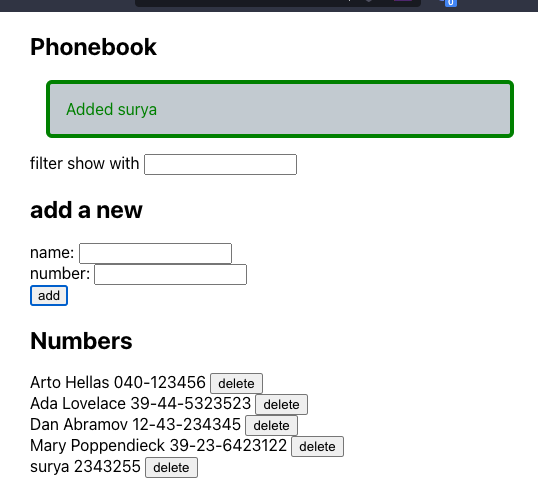 0
Phonebook
Added surya
filter show with
add a new
name:
number:
add
Numbers
Arto Hellas 040-123456 delete
Ada Lovelace 39-44-5323523 delete
Dan Abramov 12-43-234345 delete
Mary Poppendieck 39-23-6423122 delete
surya 2343255 delete